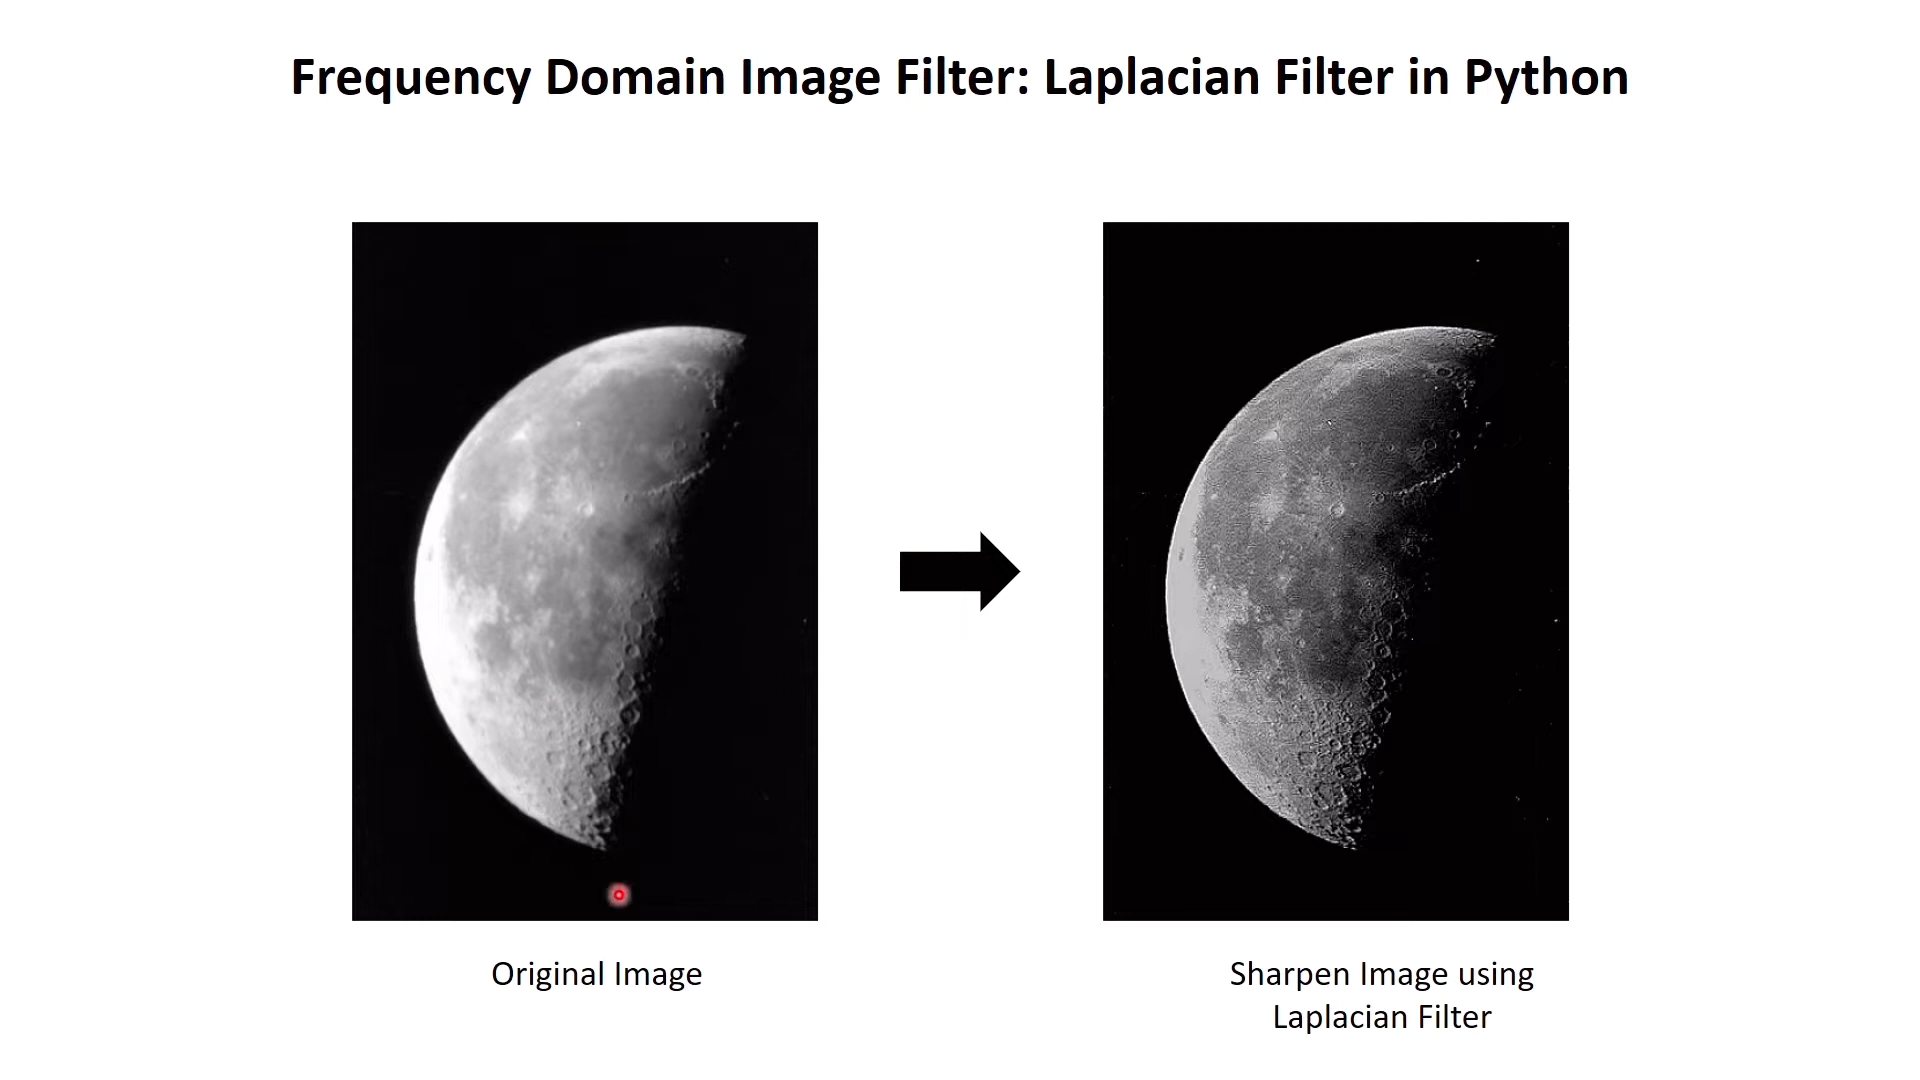 Frequency Domain Image Filter: Laplacian Filter in Python
Original Image
Sharpen Image using
Laplacian Filter